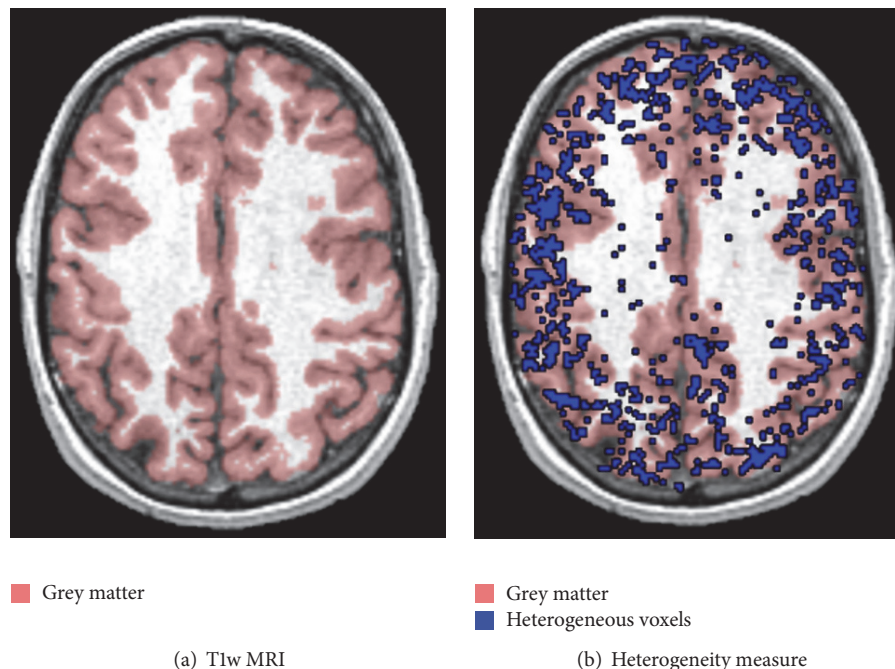 Grey matter
(a) T1w MRI
Grey matter
Heterogeneous voxels
(b) Heterogeneity measure